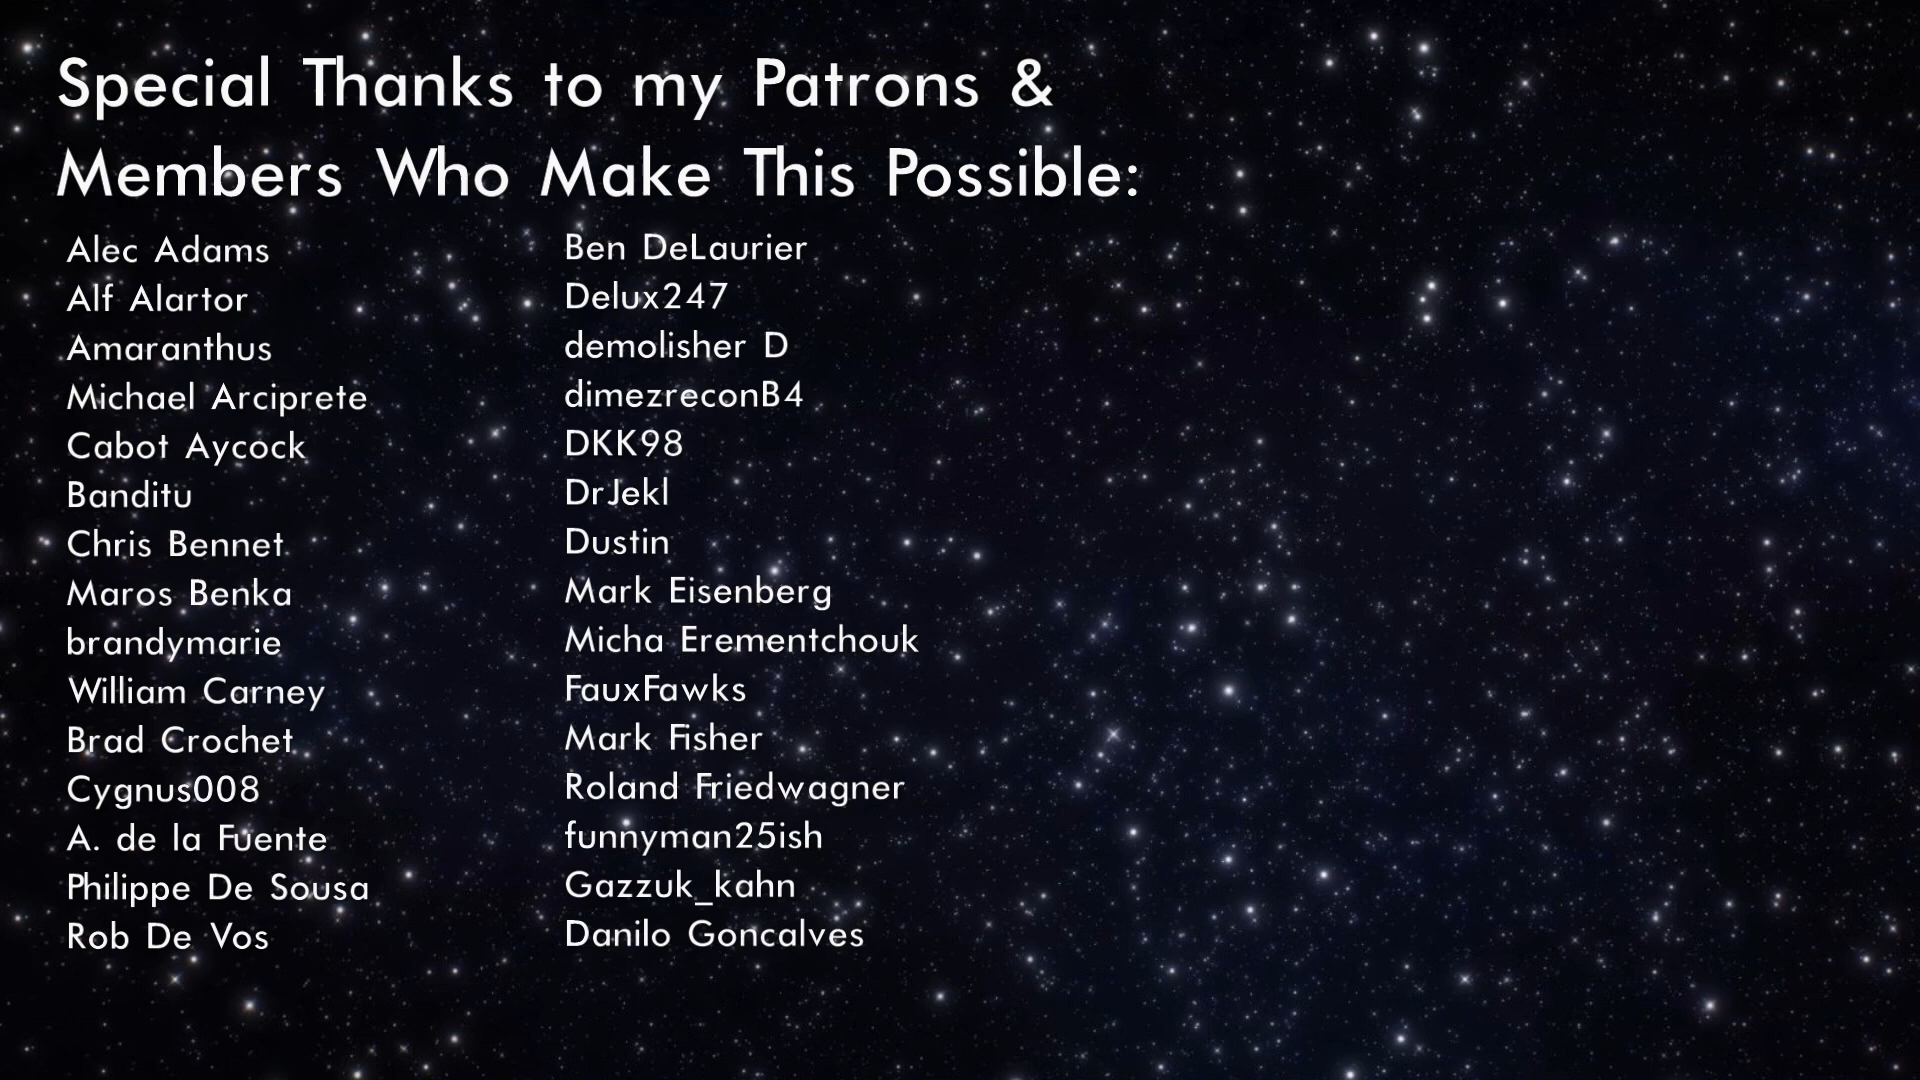 Special Thanks to my Patrons &
Members Who Make This Possible:
Alec Adams
Alf Alartor
Amaranthus
Michael Arciprete
Cabot Aycock
Banditu
Chris Bennet
Maros Benka
brandymarie
William Carney
Brad Crochet
Cygnus008
A. de la Fuente
Philippe De Sousa
Rob De Vos
Ben DeLaurier
Delux247
demolisher D
dimezreconB4
DKK98
DrJekl
Dustin
Mark Eisenberg
Micha Erementchouk
FauxFawks
Mark Fisher
Roland Friedwagner
funnyman25ish
Gazzuk_kahn
Danilo Goncalves